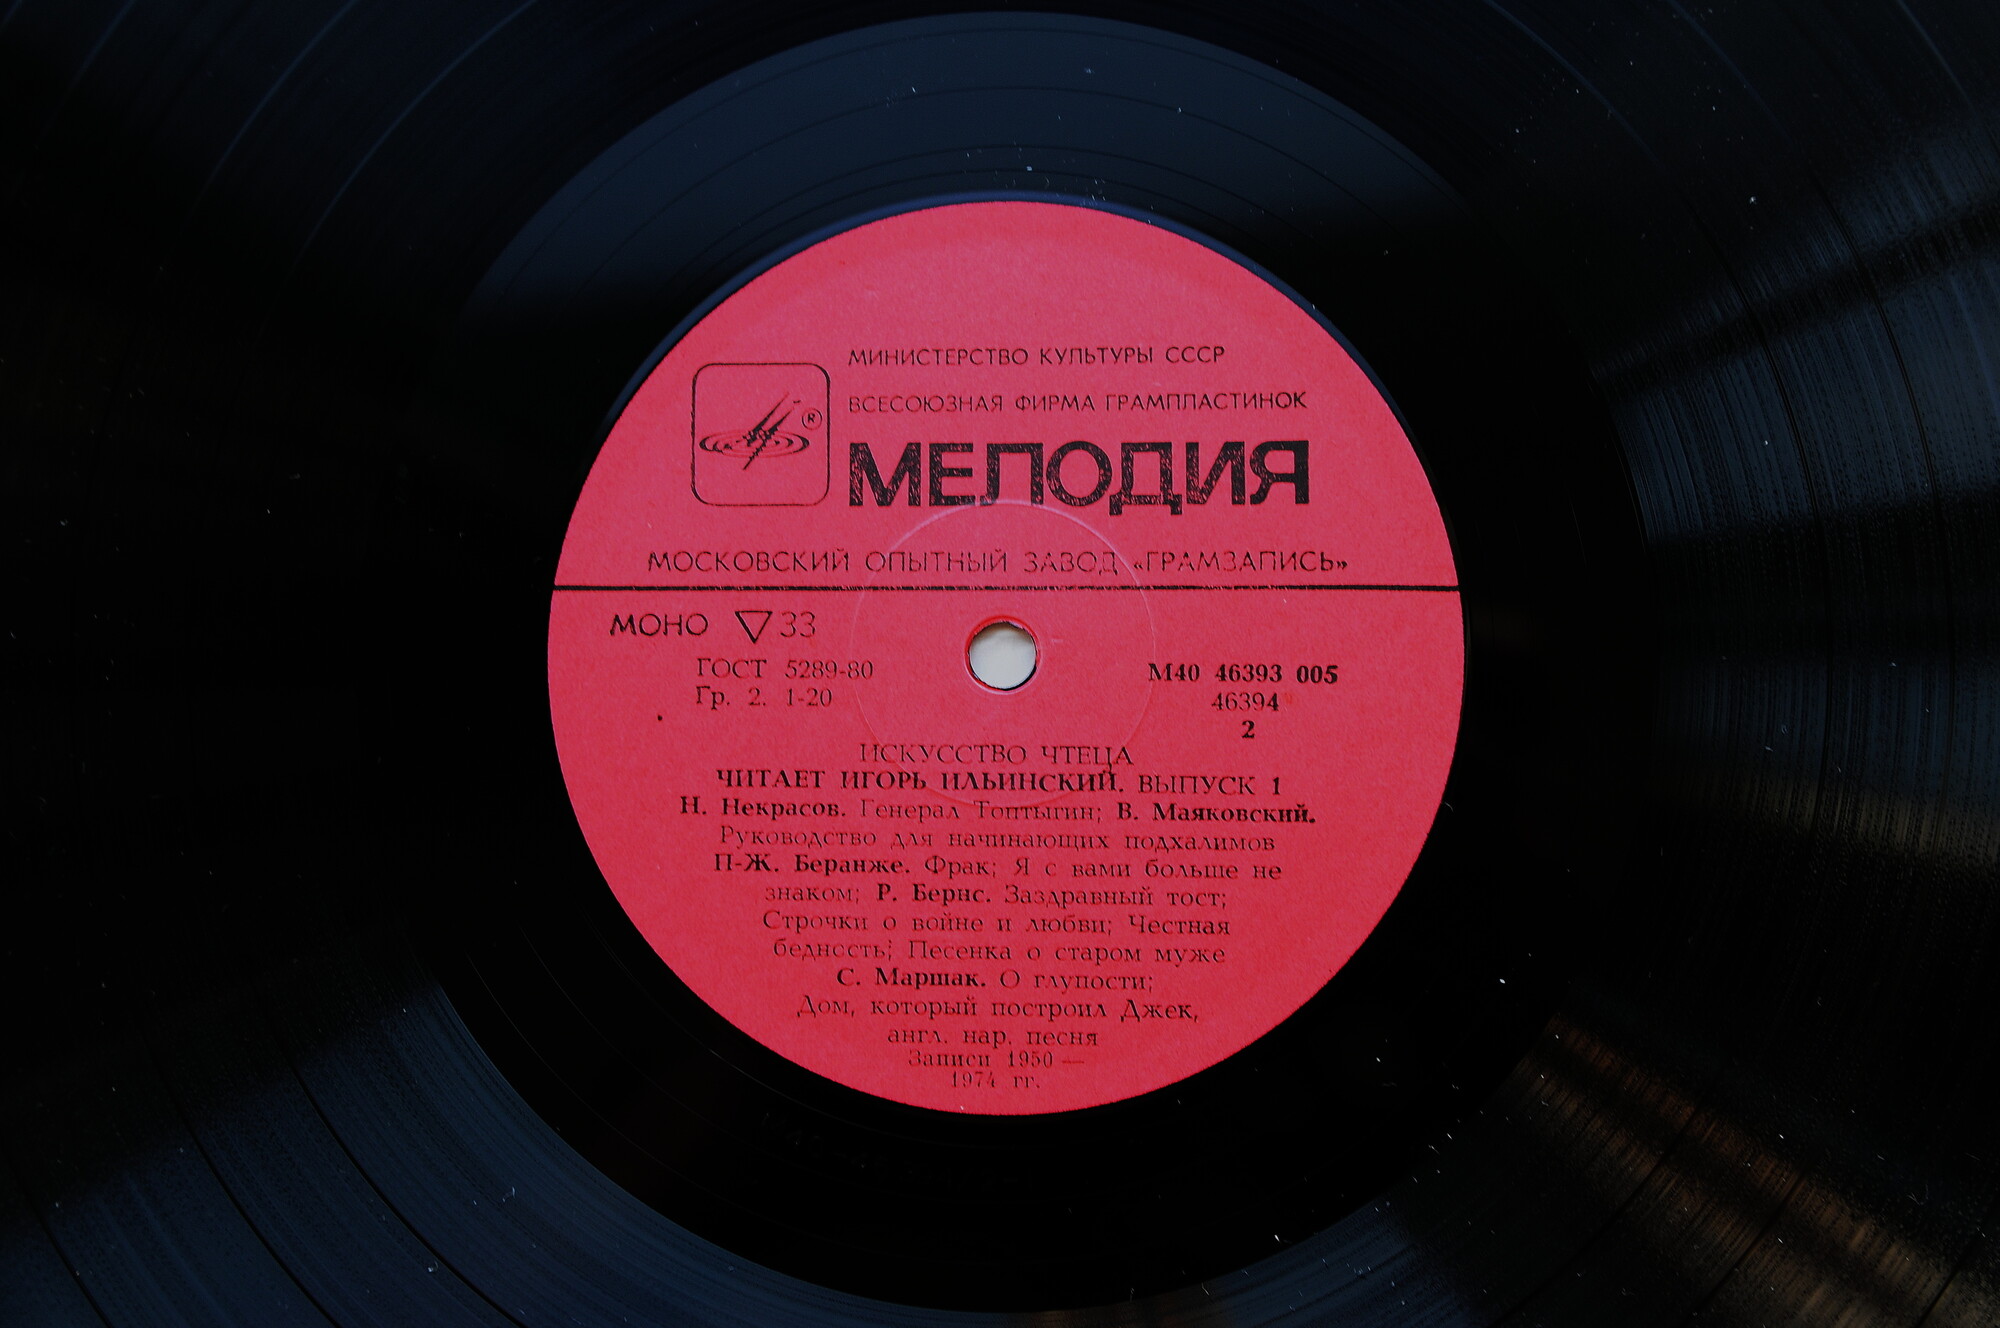 МИНИСТЕРСТВО КУЛЬТУРЫ СССР
ВСЕСОЮЗНАЯ ФИРМА ГРАМПЛАСТИНОК
®
МЕЛОДИЯ
МОСКОВСКИЙ ОПЫТНЫЙ ЗАВОД «ГРАМЗАПИСЬ»
МОНО ▽ 33
ГОСТ 5289-80
Гр. 2. 1-20
М40 46393 005
46394
2
ИСКУССТВО ЧТЕЦА
ЧИТАЕТ ИГОРЬ ИЛЬИНСКИЙ. ВЫПУСК 1
Н. Некрасов. Генерал Топтыгин; В. Маяковский.
Руководство для начинающих подхалимов
П-Ж. Беранже. Фрак; Я с вами больше не
знаком; Р. Бернс. Заздравный тост;
Строчки о войне и любви; Честная
бедность; Песенка о старом муже
С. Маршак. О глупости;
Дом, который построил Джек,
англ. нар. песня
Записи 1950 —
1974 гг.